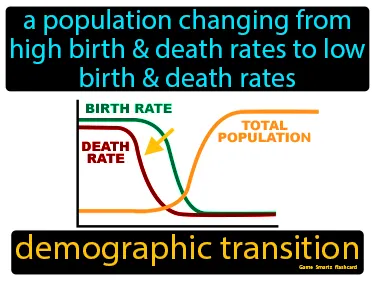 a population changing from
high birth & death rates to low
birth & death rates
BIRTH RATE
DEATH
RATE
TOTAL
POPULATION
demographic transition
Game Smartz flashcard